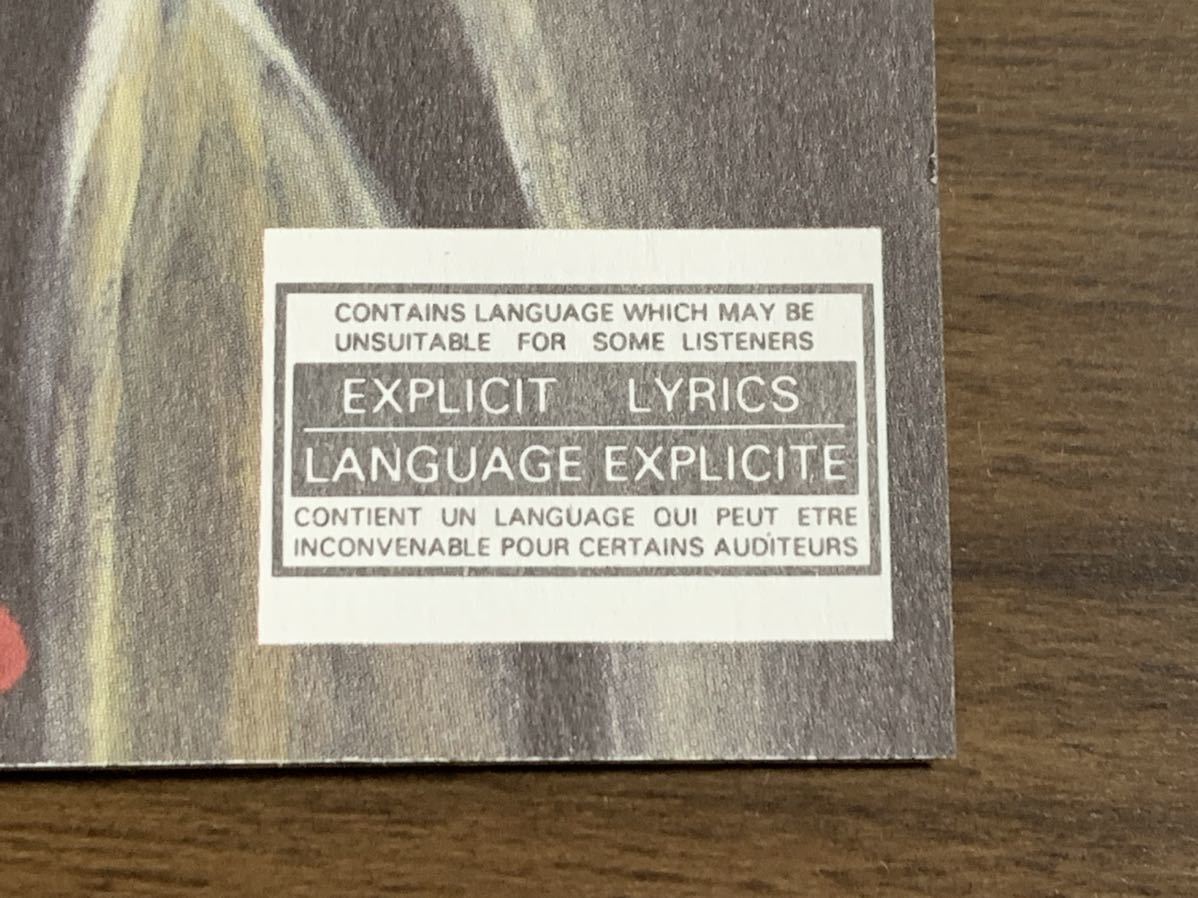 CONTAINS LANGUAGE WHICH MAY BE
UNSUITABLE FOR SOME LISTENERS
EXPLICIT LYRICS
LANGUAGE EXPLICITE
CONTIENT UN LANGUAGE QUI PEUT ETRE
INCONVENABLE POUR CERTAINS AUDITEURS